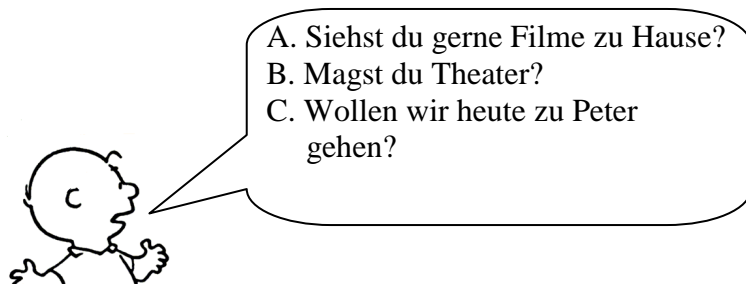 A. Siehst du gerne Filme zu Hause?
B. Magst du Theater?
C. Wollen wir heute zu Peter
gehen?